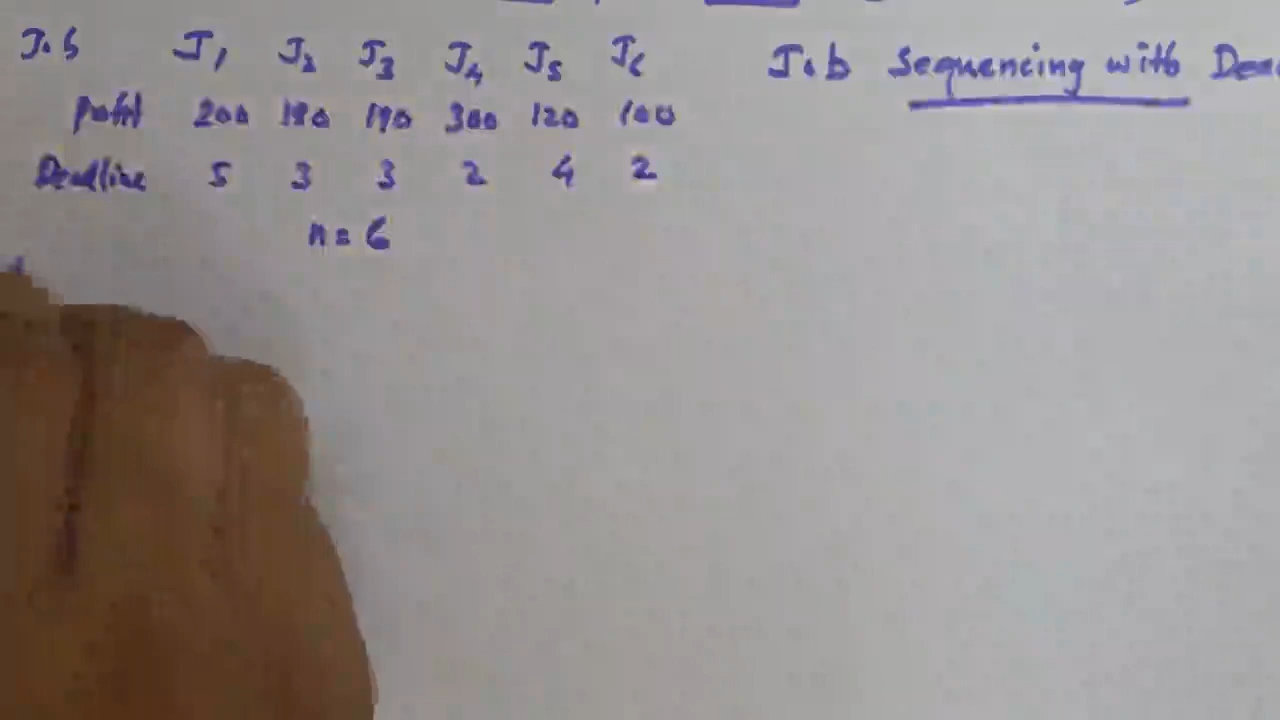 Job J1 J2 J3 J4 J5 J6
Profit 200 180 190 300 120 100
Deadline 5 3 3 2 4 2
n = 6
Job Sequencing with